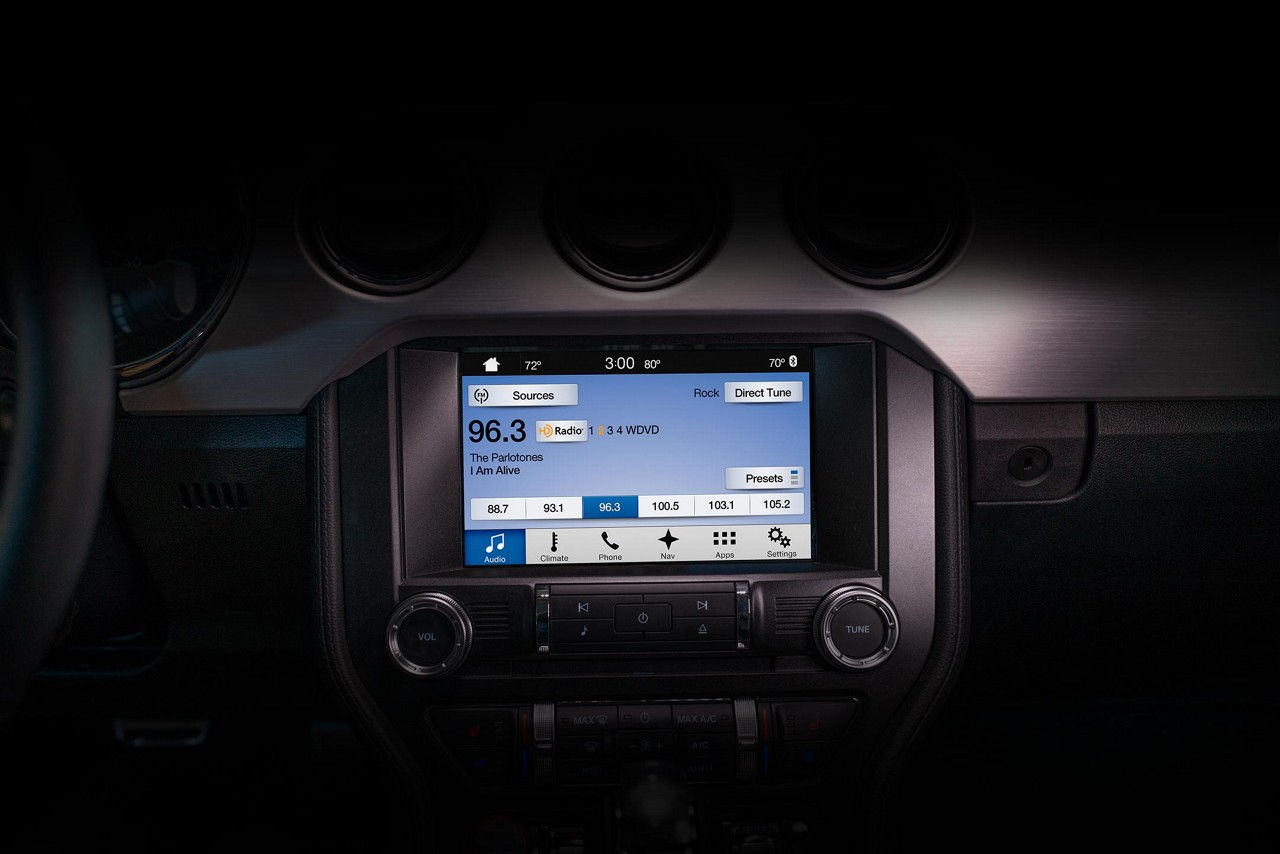 72° 3:00 80° 70°
FM Sources Rock Direct Tune
96.3 HD Radio 1 2 3 4 WDVD
The Parlotones
I Am Alive
Presets
88.7 93.1 96.3 100.5 103.1 105.2
Audio Climate Phone Nav Apps Settings
VOL TUNE
MAX MAX A/C
A/C
AUTO